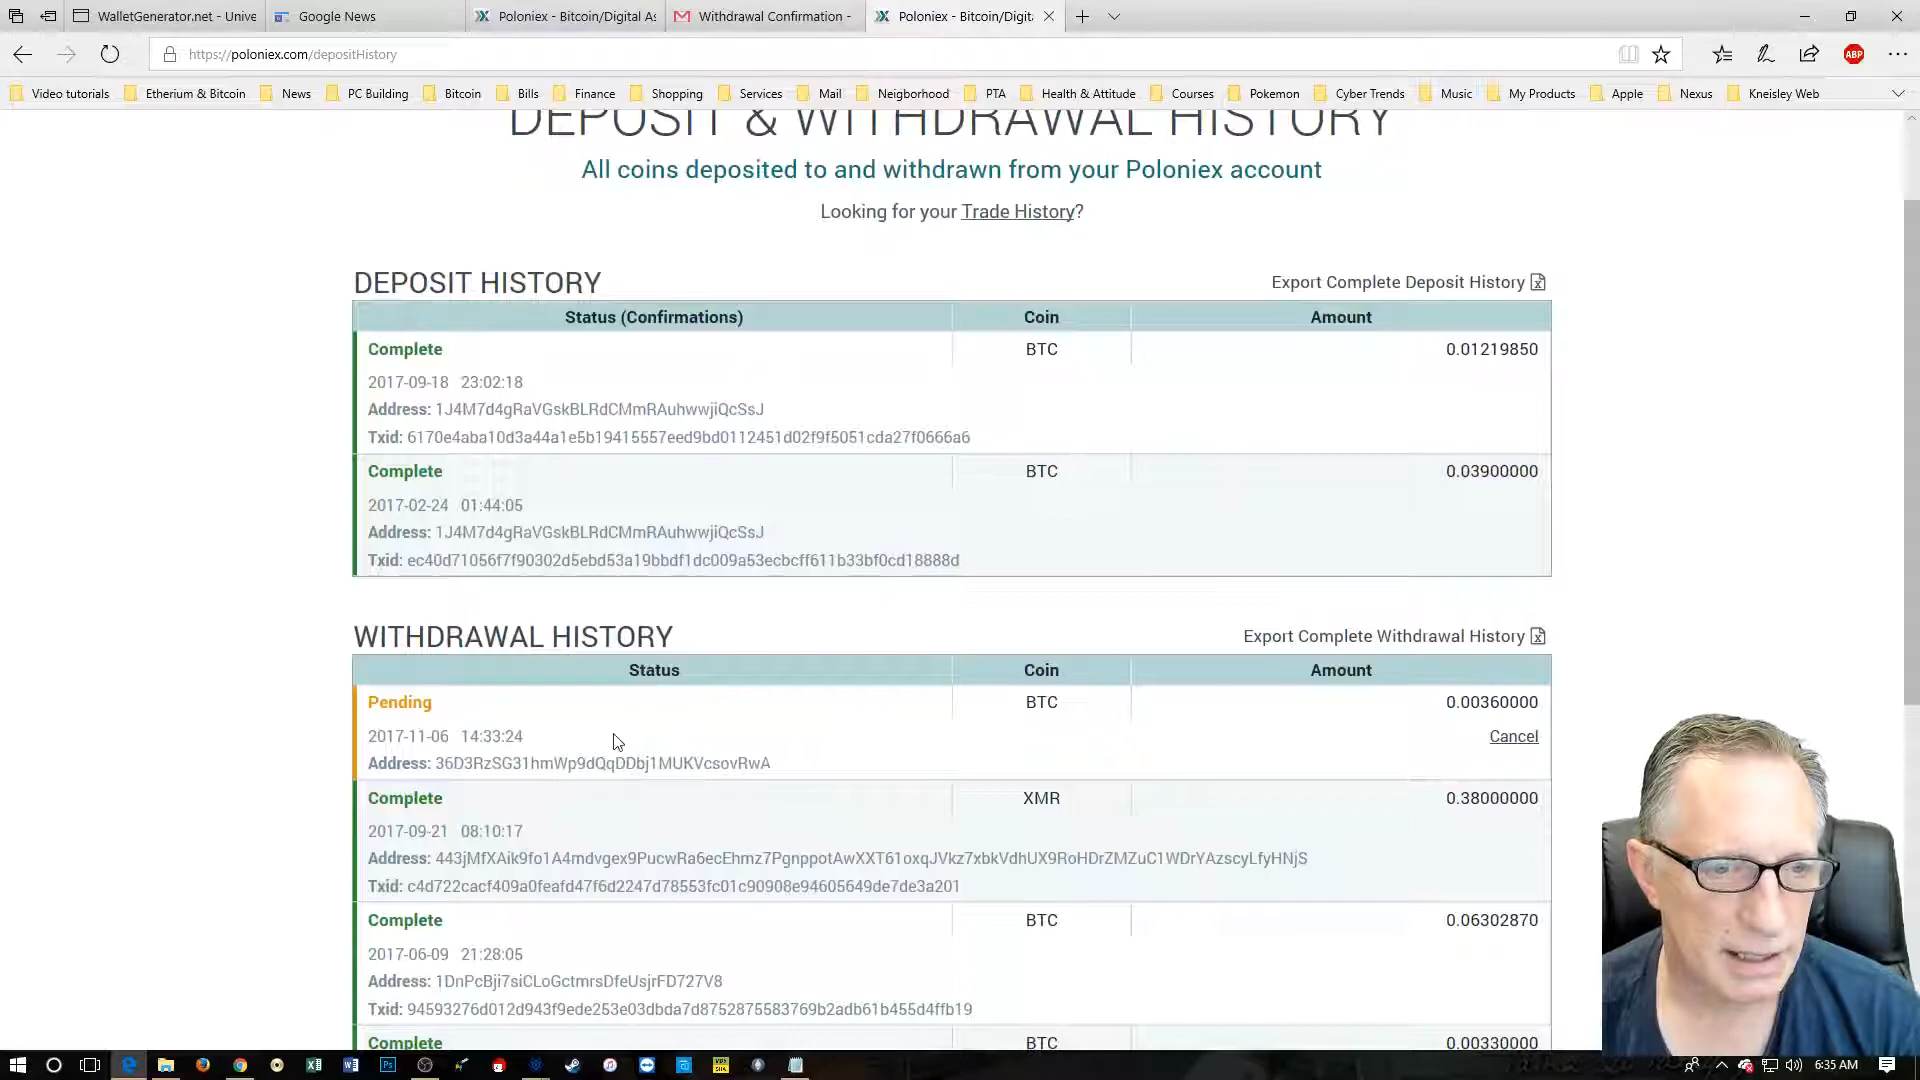 WalletGenerator.net - Unive
Google News
Poloniex - Bitcoin/Digital As
Withdrawal Confirmation -
Poloniex - Bitcoin/Digit
https://poloniex.com/depositHistory
ABP
Video tutorials
Etherium & Bitcoin
News
PC Building
Bitcoin
Bills
Finance
Shopping
Services
Mail
Neigborhood
PTA
Health & Attitude
Courses
Pokemon
Cyber Trends
Music
My Products
Apple
Nexus
Kneisley Web
DEPOSIT & WITHDRAWAL HISTORY
All coins deposited to and withdrawn from your Poloniex account
Looking for your Trade History?
DEPOSIT HISTORY
Export Complete Deposit History
Status (Confirmations) Coin Amount
Complete BTC 0.01219850
2017-09-18 23:02:18
Address: 1J4M7d4gRaVGskBLRdCMmRAuhwwjiQcSsJ
Txid: 6170e4aba10d3a44a1e5b19415557eed9bd0112451d02f9f5051cda27f0666a6
Complete BTC 0.03900000
2017-02-24 01:44:05
Address: 1J4M7d4gRaVGskBLRdCMmRAuhwwjiQcSsJ
Txid: ec40d71056f7f90302d5ebd53a19bbdf1dc009a53ecbcff611b33bf0cd18888d
WITHDRAWAL HISTORY
Export Complete Withdrawal History
Status Coin Amount
Pending BTC 0.00360000
2017-11-06 14:33:24 Cancel
Address: 36D3RzSG31hmWp9dQqDDbj1MUKVcsovRwA
Complete XMR 0.38000000
2017-09-21 08:10:17
Address: 443jMfXAik9fo1A4mdvgex9PucwRa6ecEhmz7PgnppotAwXXT61oxqJVkz7xbkVdhUX9RoHDrZMZuC1WDrYAzscyLfyHNjS
Txid: c4d722cacf409a0feafd47f6d2247d78553fc01c90908e94605649de7de3a201
Complete BTC 0.06302870
2017-06-09 21:28:05
Address: 1DnPcBji7siCLoGctmrsDfeUsjrFD727V8
Txid: 94593276d012d943f9ede253e03dbda7d8752875583769b2adb61b455d4ffb19
Complete BTC 0.00330000
6:35 AM